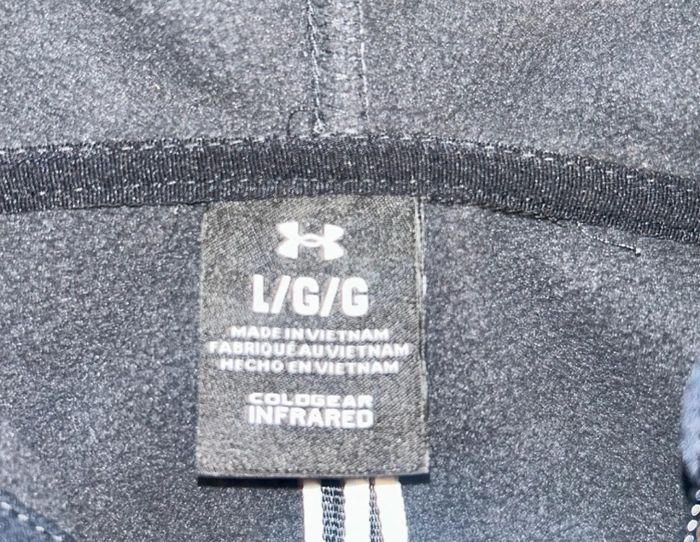 L/G/G
MADE IN VIETNAM
FABRIQUÉ AU VIETNAM
HECHO EN VIETNAM
COLDGEAR
INFRARED